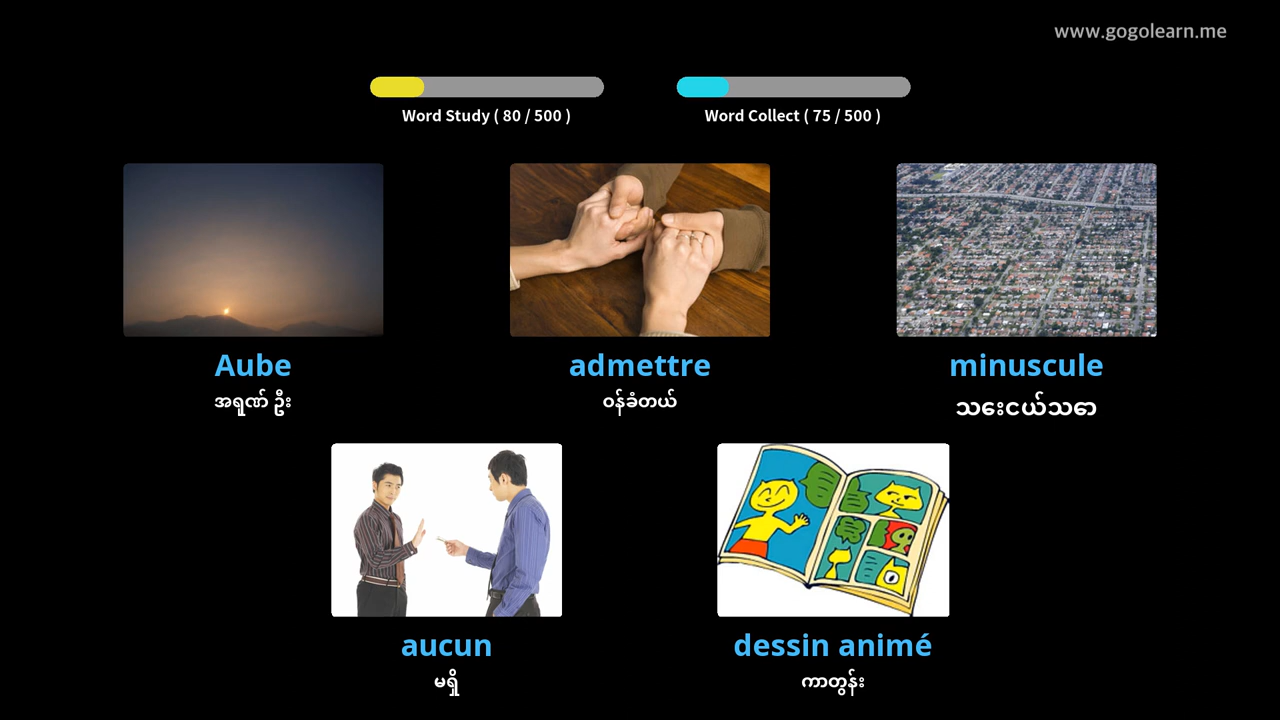 www.gogolearn.me
Word Study ( 80 / 500 )
Word Collect ( 75 / 500 )
Aube
admettre
minuscule
အရုဏ် ဦး
ဝန်ခံတယ်
သေးငယ်သော
aucun
dessin animé
မရှိ
ကာတွန်း